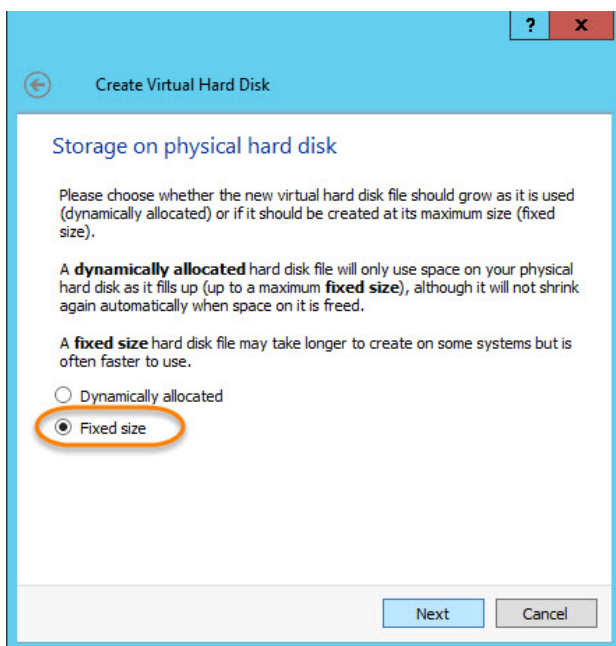 ? x
Create Virtual Hard Disk
Storage on physical hard disk
Please choose whether the new virtual hard disk file should grow as it is used
(dynamically allocated) or if it should be created at its maximum size (fixed
size).
A dynamically allocated hard disk file will only use space on your physical
hard disk as it fills up (up to a maximum fixed size), although it will not shrink
again automatically when space on it is freed.
A fixed size hard disk file may take longer to create on some systems but is
often faster to use.
Dynamically allocated
Fixed size
Next Cancel